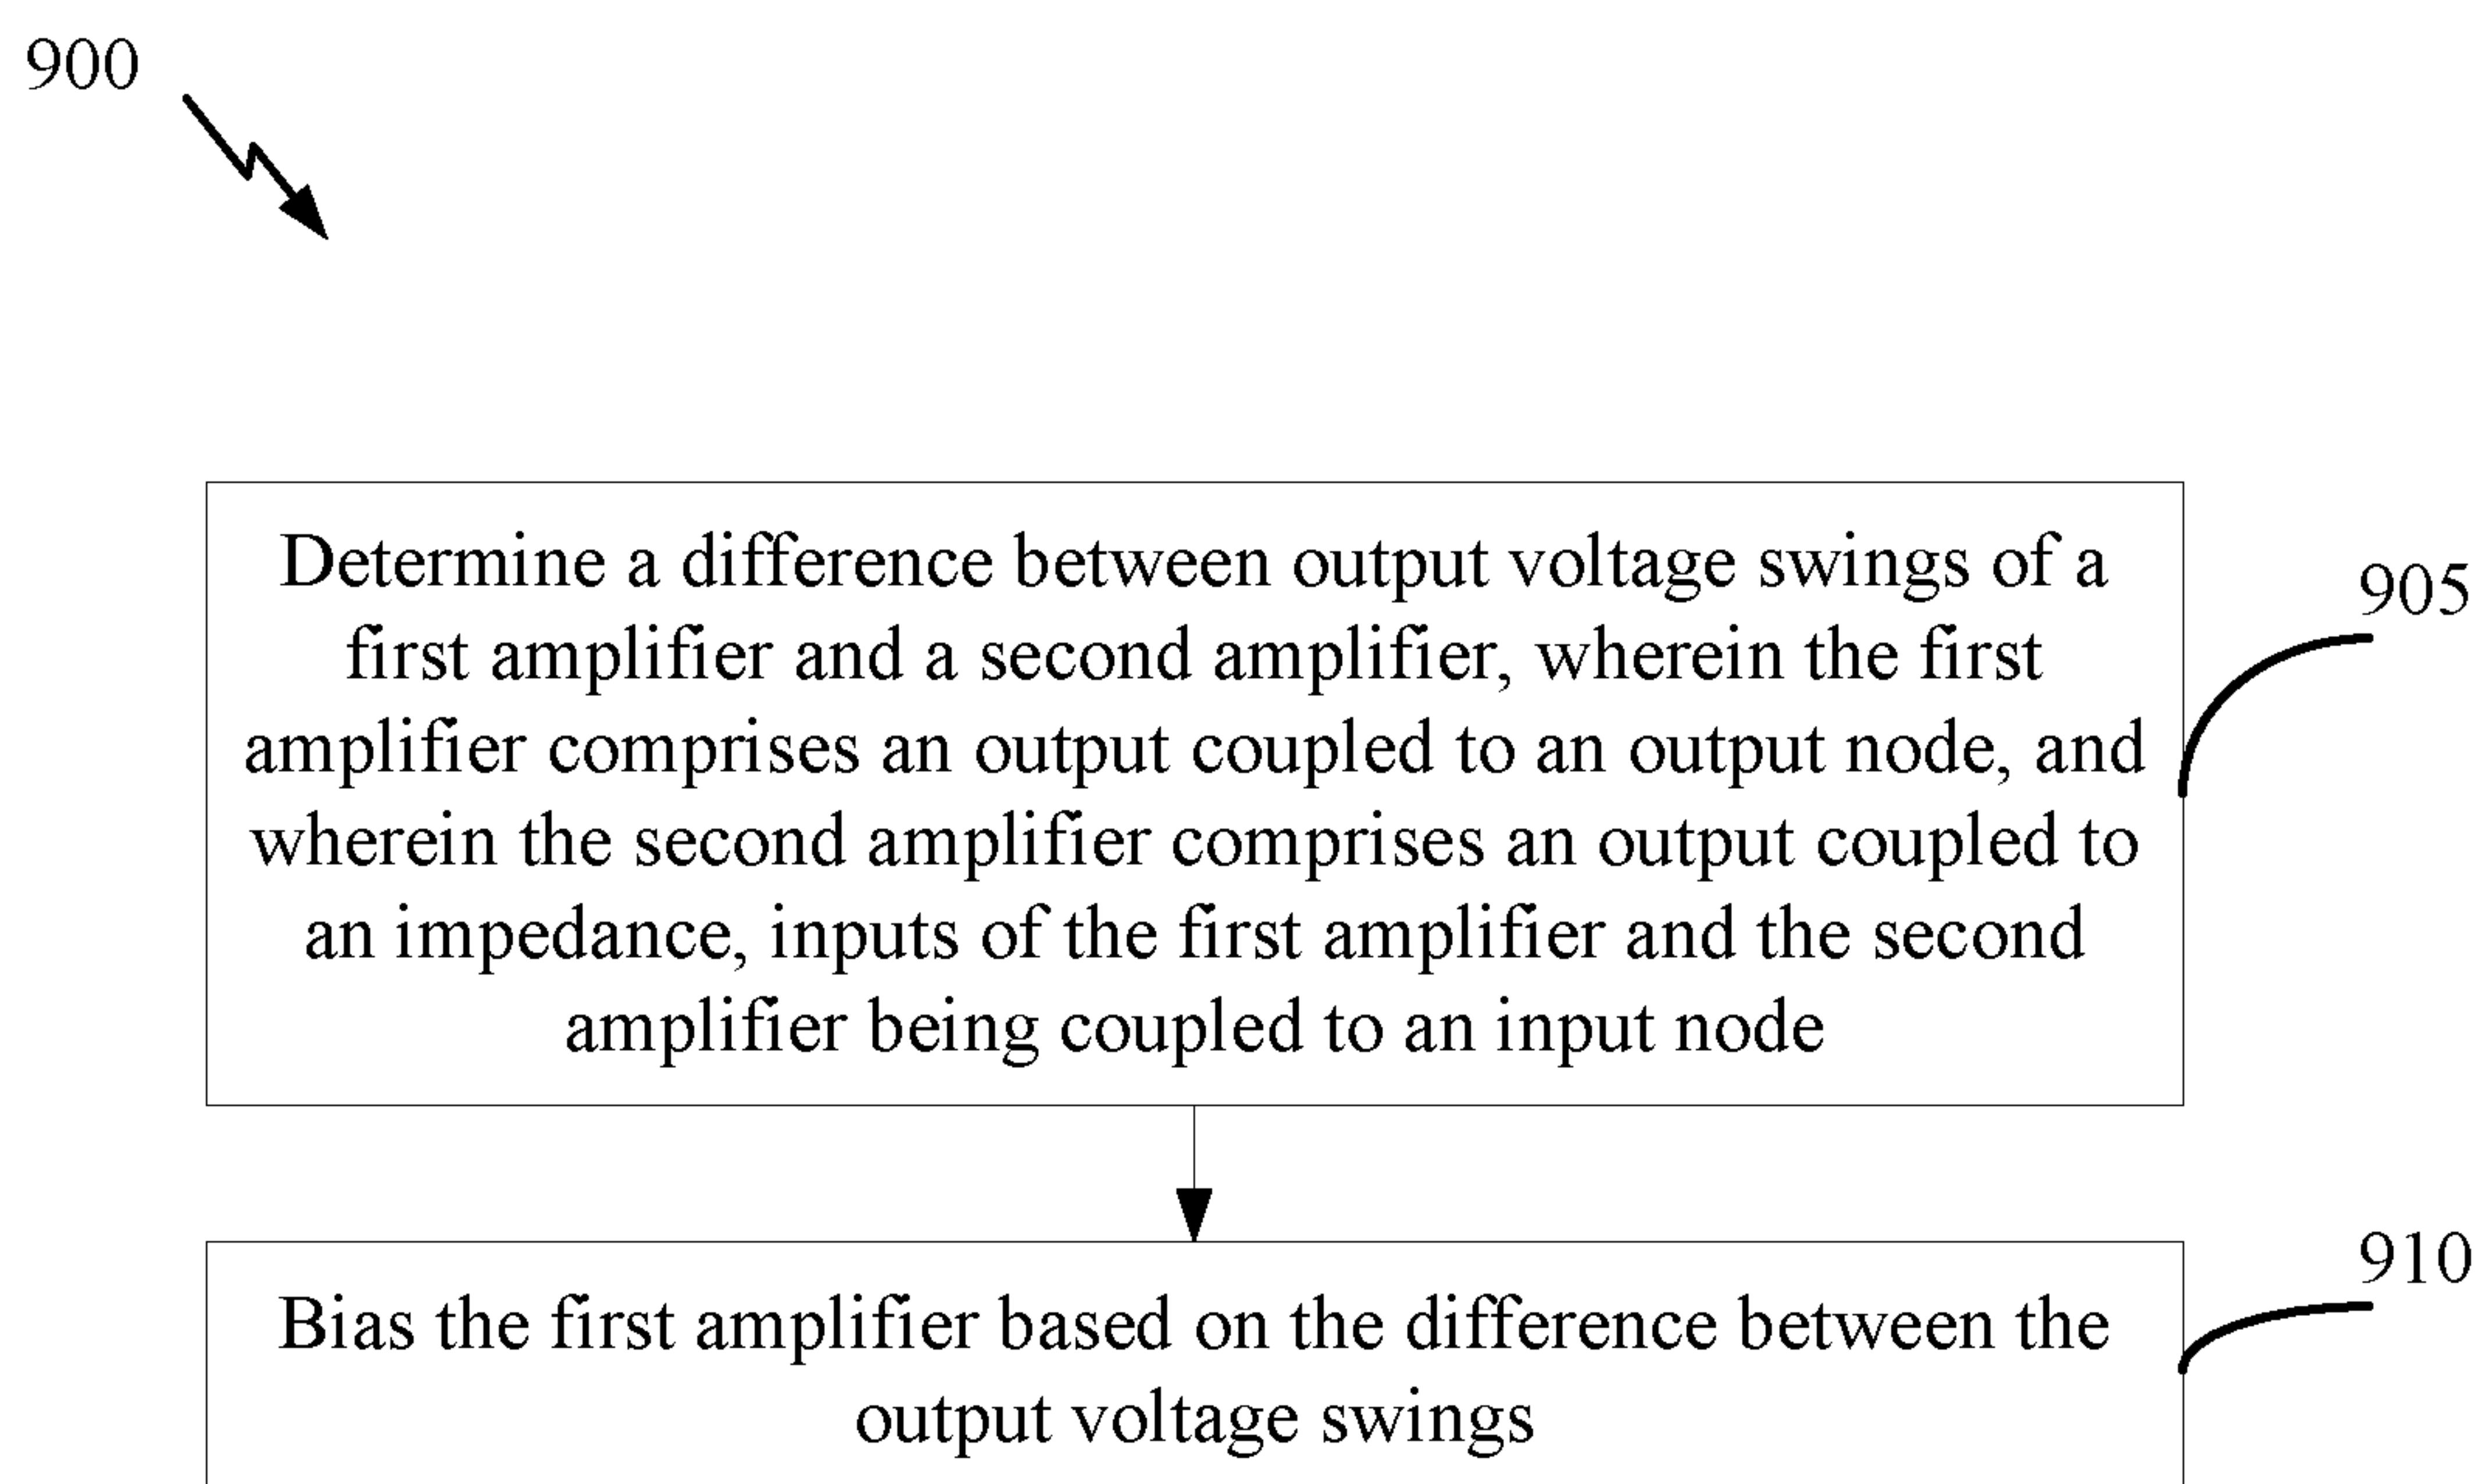 900
Determine a difference between output voltage swings of a
first amplifier and a second amplifier, wherein the first
amplifier comprises an output coupled to an output node, and
wherein the second amplifier comprises an output coupled to
an impedance, inputs of the first amplifier and the second
amplifier being coupled to an input node
905
Bias the first amplifier based on the difference between the
output voltage swings
910